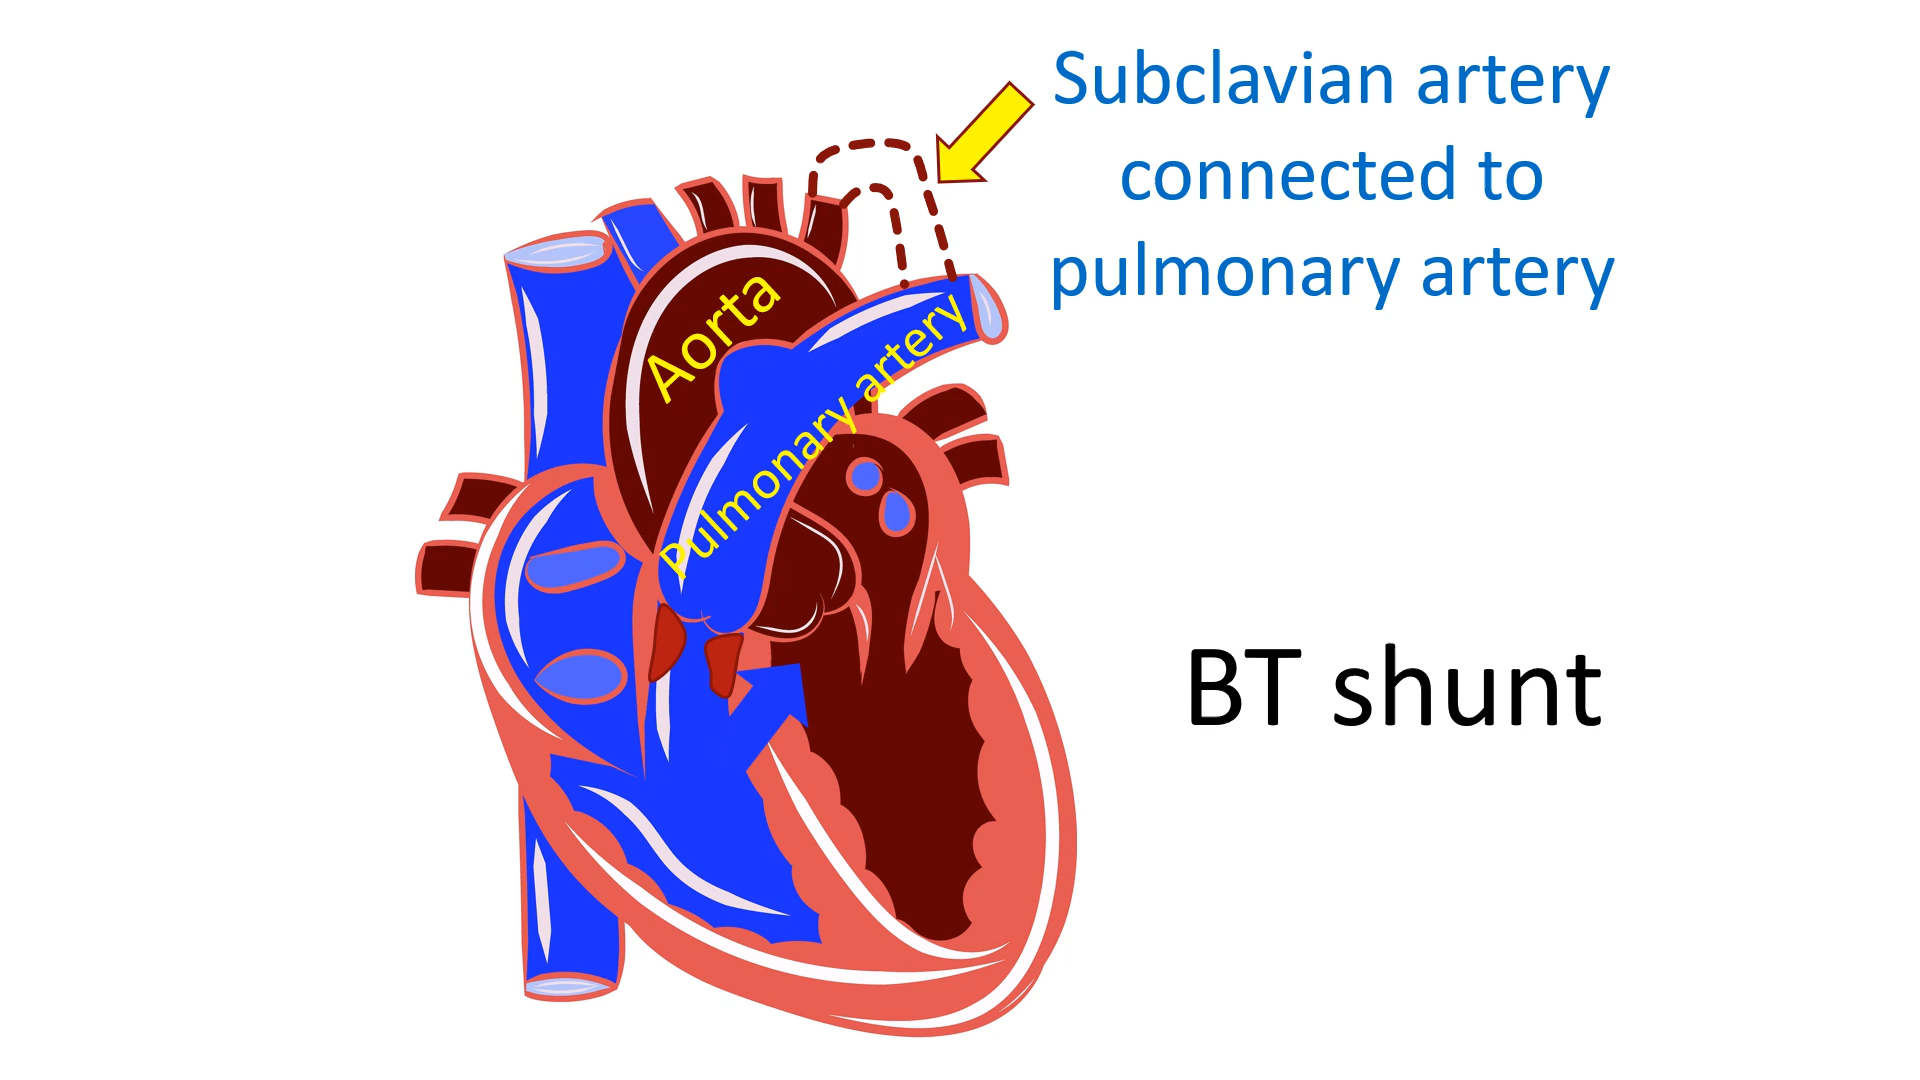 Subclavian artery
connected to
pulmonary artery
Aorta
Pulmonary artery
BT shunt